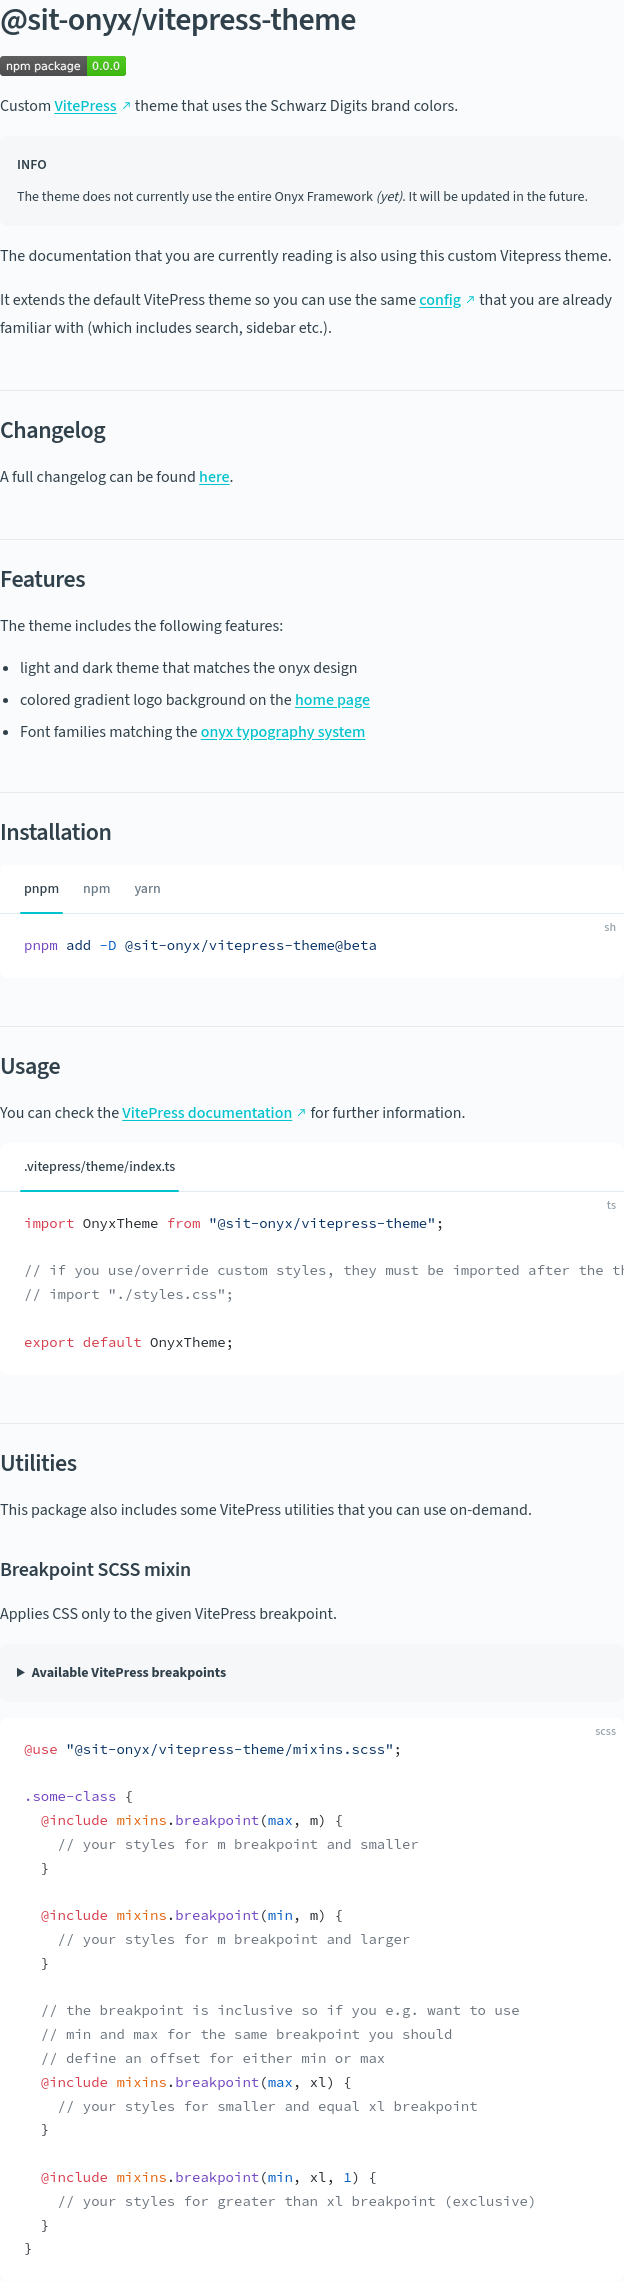 @sit-onyx/vitepress-theme
npm package 0.0.0
Custom VitePress ↗ theme that uses the Schwarz Digits brand colors.
INFO
The theme does not currently use the entire Onyx Framework (yet). It will be updated in the future.
The documentation that you are currently reading is also using this custom Vitepress theme.
It extends the default VitePress theme so you can use the same config ↗ that you are already
familiar with (which includes search, sidebar etc.).
Changelog
A full changelog can be found here.
Features
The theme includes the following features:
• light and dark theme that matches the onyx design
• colored gradient logo background on the home page
• Font families matching the onyx typography system
Installation
pnpm npm yarn
sh
pnpm add -D @sit-onyx/vitepress-theme@beta
Usage
You can check the VitePress documentation ↗ for further information.
.vitepress/theme/index.ts
ts
import OnyxTheme from "@sit-onyx/vitepress-theme";
// if you use/override custom styles, they must be imported after the
// import "./styles.css";
export default OnyxTheme;
Utilities
This package also includes some VitePress utilities that you can use on-demand.
Breakpoint SCSS mixin
Applies CSS only to the given VitePress breakpoint.
▶ Available VitePress breakpoints
scss
@use "@sit-onyx/vitepress-theme/mixins.scss";
.some-class {
  @include mixins.breakpoint(max, m) {
    // your styles for m breakpoint and smaller
  }
  @include mixins.breakpoint(min, m) {
    // your styles for m breakpoint and larger
  }
  // the breakpoint is inclusive so if you e.g. want to use
  // min and max for the same breakpoint you should
  // define an offset for either min or max
  @include mixins.breakpoint(max, xl) {
    // your styles for smaller and equal xl breakpoint
  }
  @include mixins.breakpoint(min, xl, 1) {
    // your styles for greater than xl breakpoint (exclusive)
  }
}